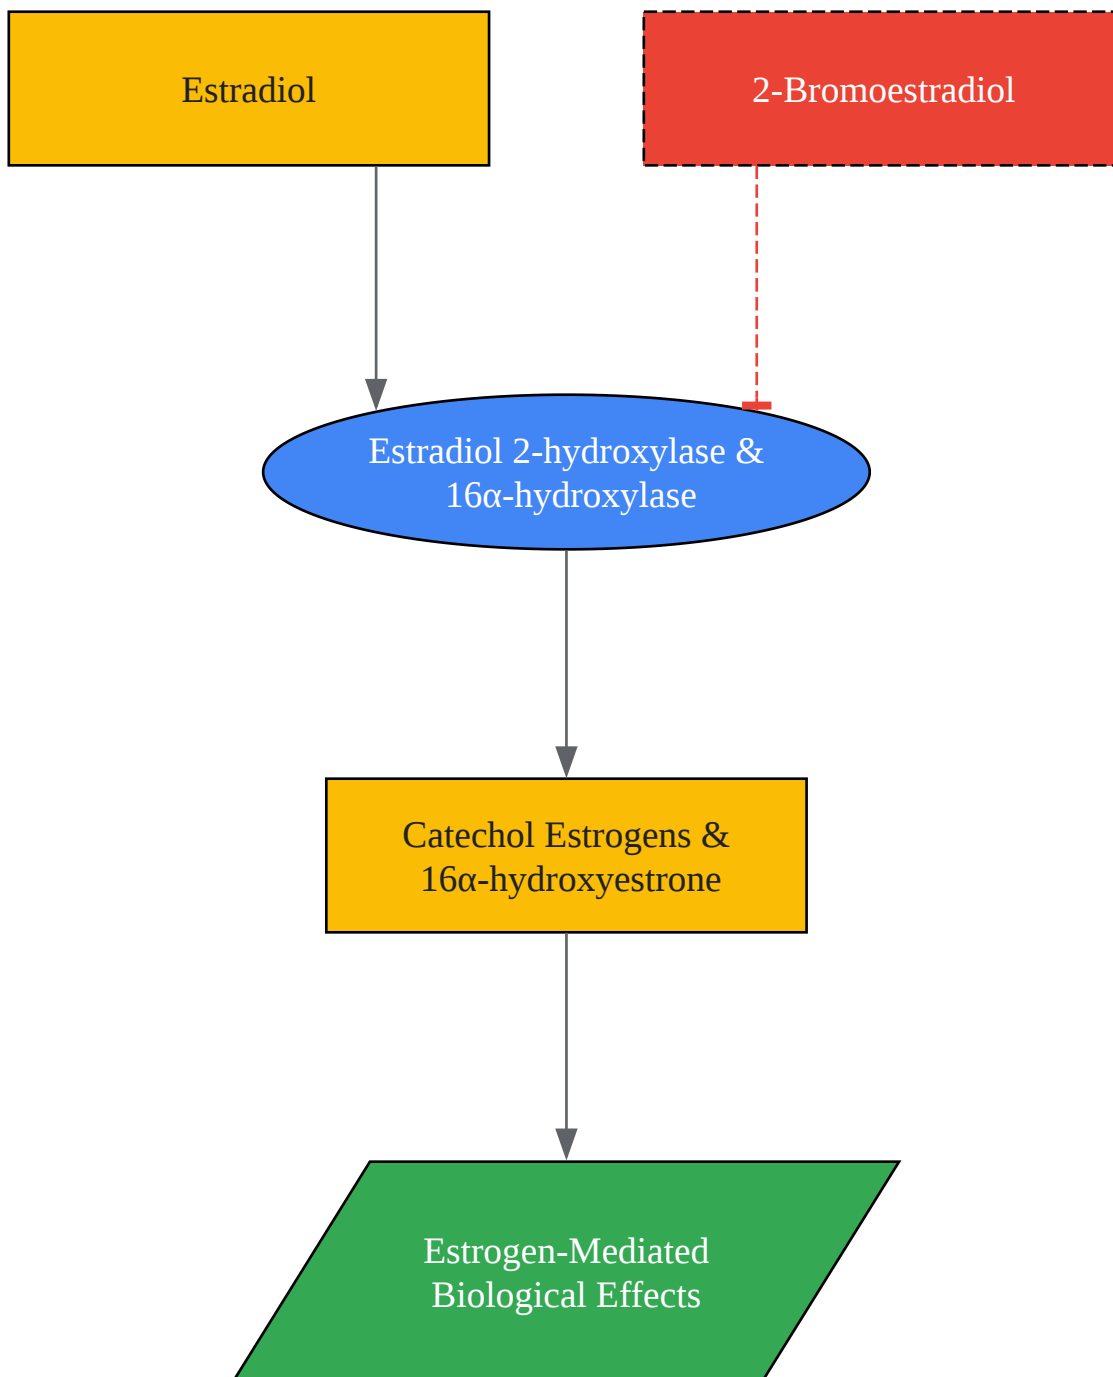 Estradiol
2-Bromoestradiol
Estradiol 2-hydroxylase &
16α-hydroxylase
Catechol Estrogens &
16α-hydroxyestrone
Estrogen-Mediated
Biological Effects